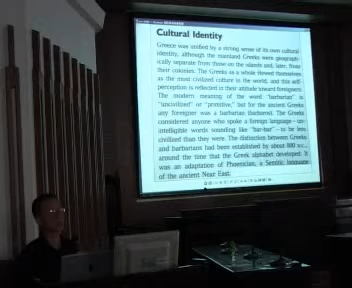 Cultural Identity
Greece was unified by a strong sense of its own cultural
identity, although the mainland Greeks were geograph-
ically separate from those on the islands and, later, from
their colonies. The Greeks as a whole viewed themselves
as the most civilized culture in the world, and this self-
perception is reflected in their attitude toward foreigners.
The modern meaning of the word "barbarian" is
"uncivilized" or "primitive," but for the ancient Greeks
any foreigner was a barbarian (barbaros). The Greeks
considered anyone who spoke a foreign language—un-
intelligible words sounding like "bar-bar"—to be less
civilized than they were. The distinction between Greeks
and barbarians had been established by about 800 B.C.,
around the time that the Greek alphabet developed. It
was an adaptation of Phoenician, a Semitic language
of the ancient Near East.